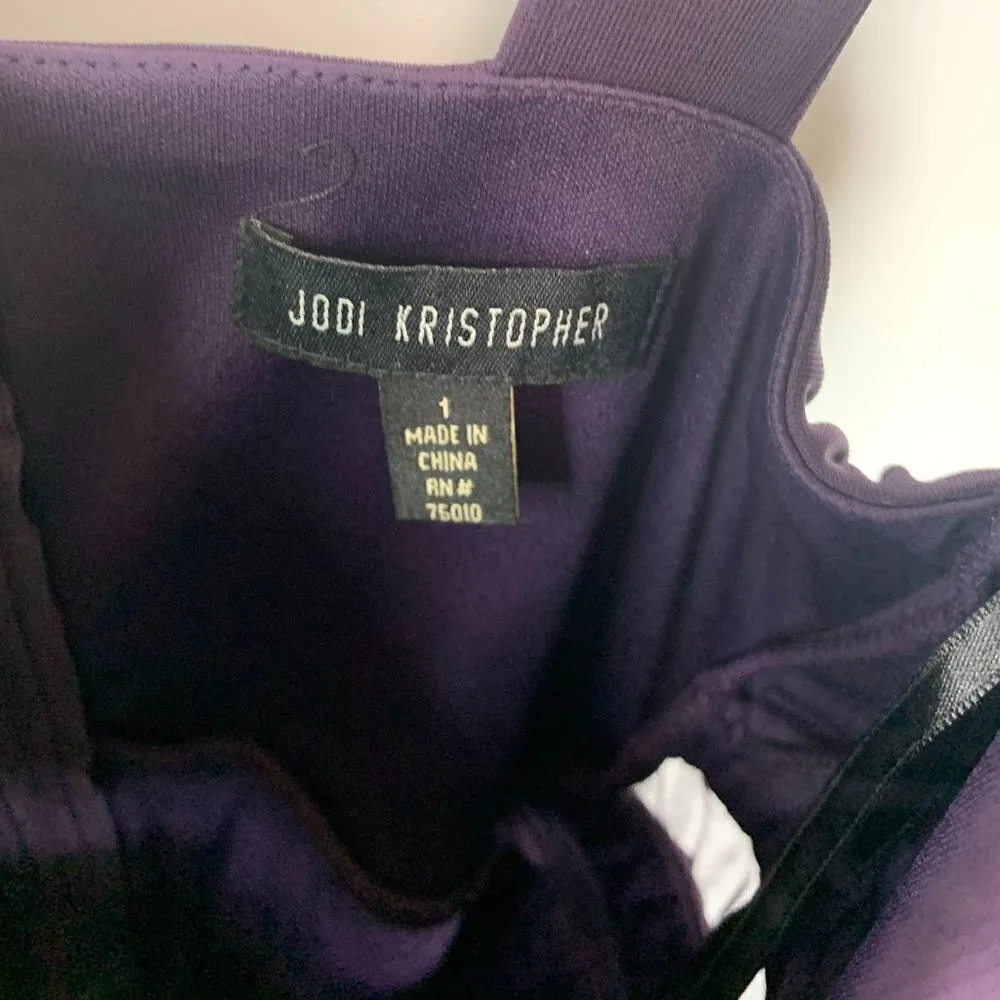 JODI KRISTOPHER
1
MADE IN
CHINA
RN#
75010